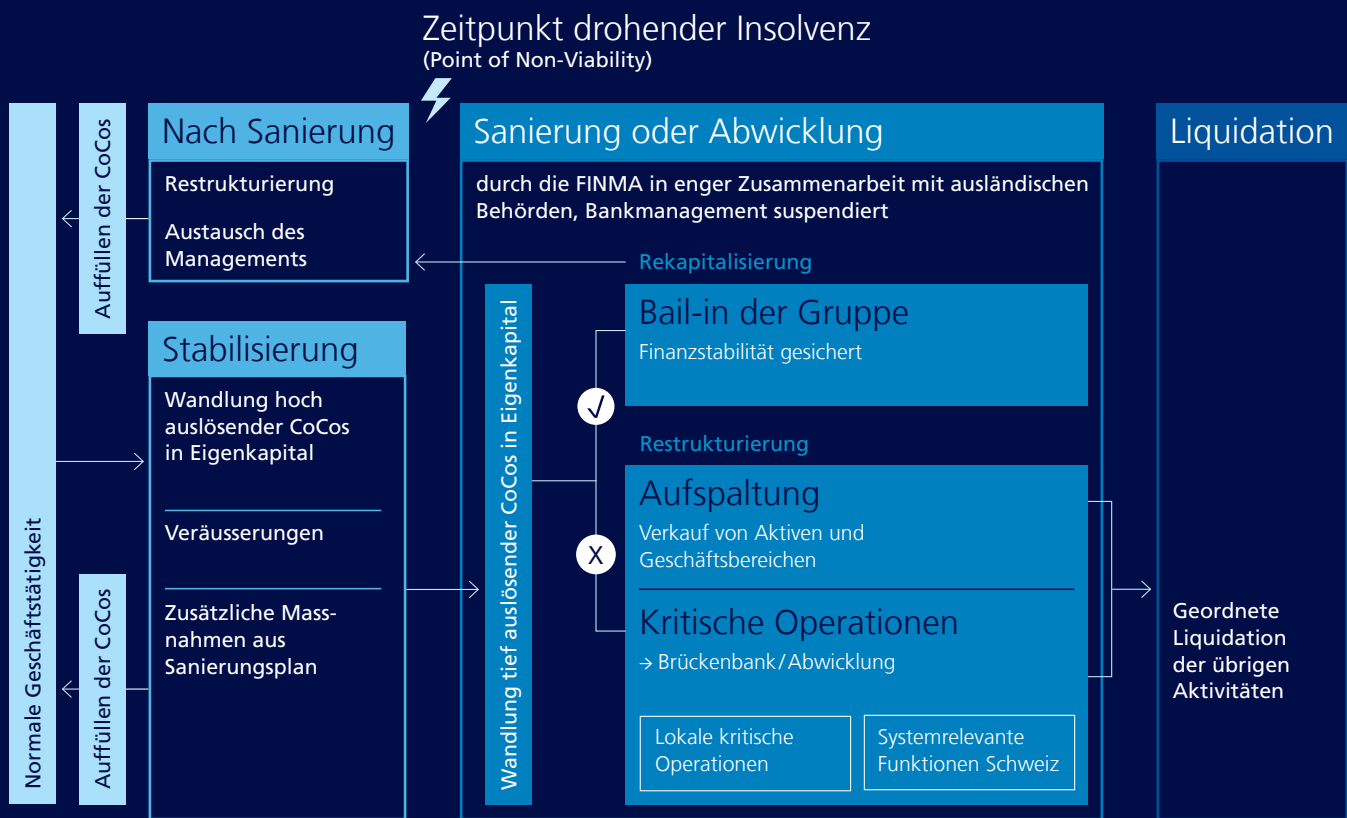 Zeitpunkt drohender Insolvenz
(Point of Non-Viability)
Normale Geschäftstätigkeit
Auffüllen der CoCos
Nach Sanierung
Restrukturierung
Austausch des
Managements
Auffüllen der CoCos
Stabilisierung
Wandlung hoch
auslösender CoCos
in Eigenkapital
Veräusserungen
Zusätzliche Mass-
nahmen aus
Sanierungsplan
Sanierung oder Abwicklung
durch die FINMA in enger Zusammenarbeit mit ausländischen
Behörden, Bankmanagement suspendiert
Wandlung tief auslösender CoCos in Eigenkapital
√
X
Rekapitalisierung
Bail-in der Gruppe
Finanzstabilität gesichert
Restrukturierung
Aufspaltung
Verkauf von Aktiven und
Geschäftsbereichen
Kritische Operationen
→ Brückenbank/Abwicklung
Lokale kritische
Operationen
Systemrelevante
Funktionen Schweiz
Liquidation
Geordnete
Liquidation
der übrigen
Aktivitäten